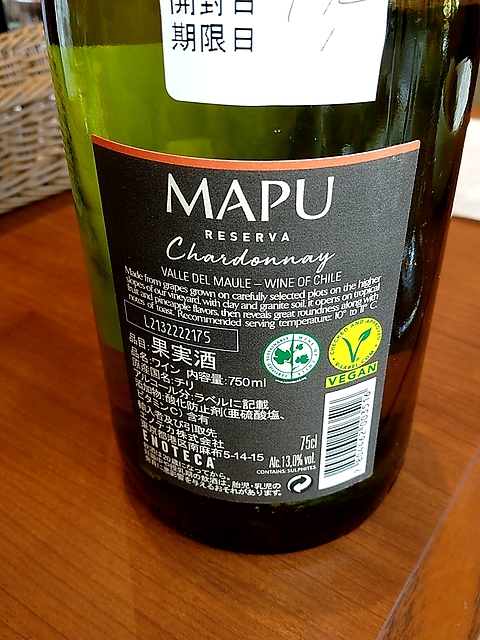 開封日
期限日
MAPU
RESERVA
Chardonnay
VALLE DEL MAULE – WINE OF CHILE
Made from grapes grown on carefully selected plots on the higher
slopes of our vineyard, with clay and granite soil, it opens on tropical
fruit and pineapple flavors, then reveals great roundness along with
notes of toast. Recommended serving temperature: 10° to 11° C.
L213222217S
品目:果実酒
品名:ワイン 内容量:750ml
原産国名:チリ
アルコール分:ラベルに記載
添加物:酸化防止剤(亜硫酸塩、
ビタミンC)含有
輸入者及び引取先
エノテカ株式会社
東京都港区南麻布5-14-15
ENOTECA
VEGAN
75cl
Alc.13,0% vol.
CONTAINS: SULPHITES